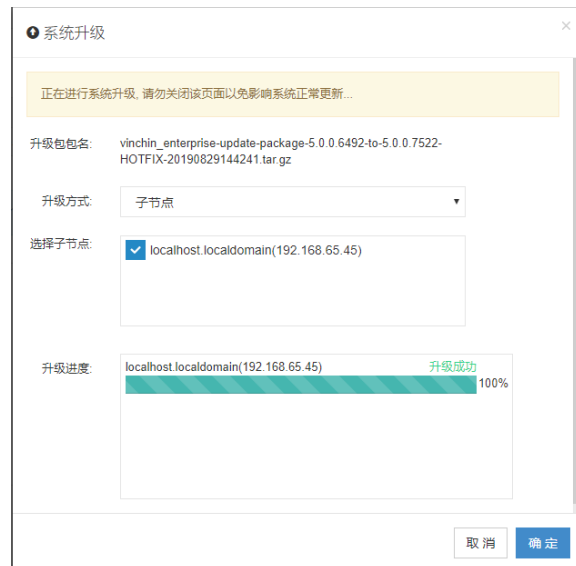 系统升级
×
正在进行系统升级, 请勿关闭该页面以免影响系统正常更新...
升级包包名: vinchin_enterprise-update-package-5.0.0.6492-to-5.0.0.7522-
HOTFIX-20190829144241.tar.gz
升级方式: 子节点
选择子节点: localhost.localdomain(192.168.65.45)
升级进度: localhost.localdomain(192.168.65.45) 升级成功
100%
取消 确定